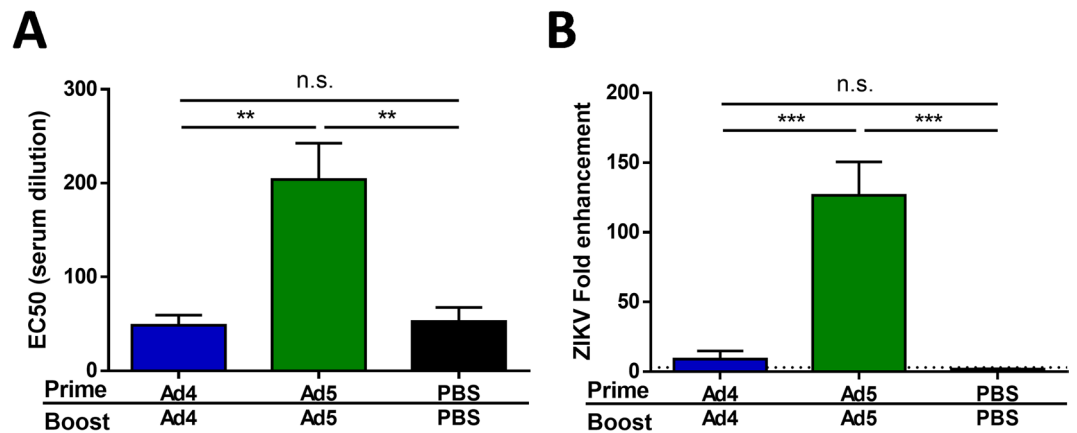 A
EC50 (serum dilution)
300
200
100
0
n.s.
** **
Prime Ad4 Ad5 PBS
Boost Ad4 Ad5 PBS
B
ZIKV Fold enhancement
200
150
100
50
0
n.s.
*** ***
Prime Ad4 Ad5 PBS
Boost Ad4 Ad5 PBS